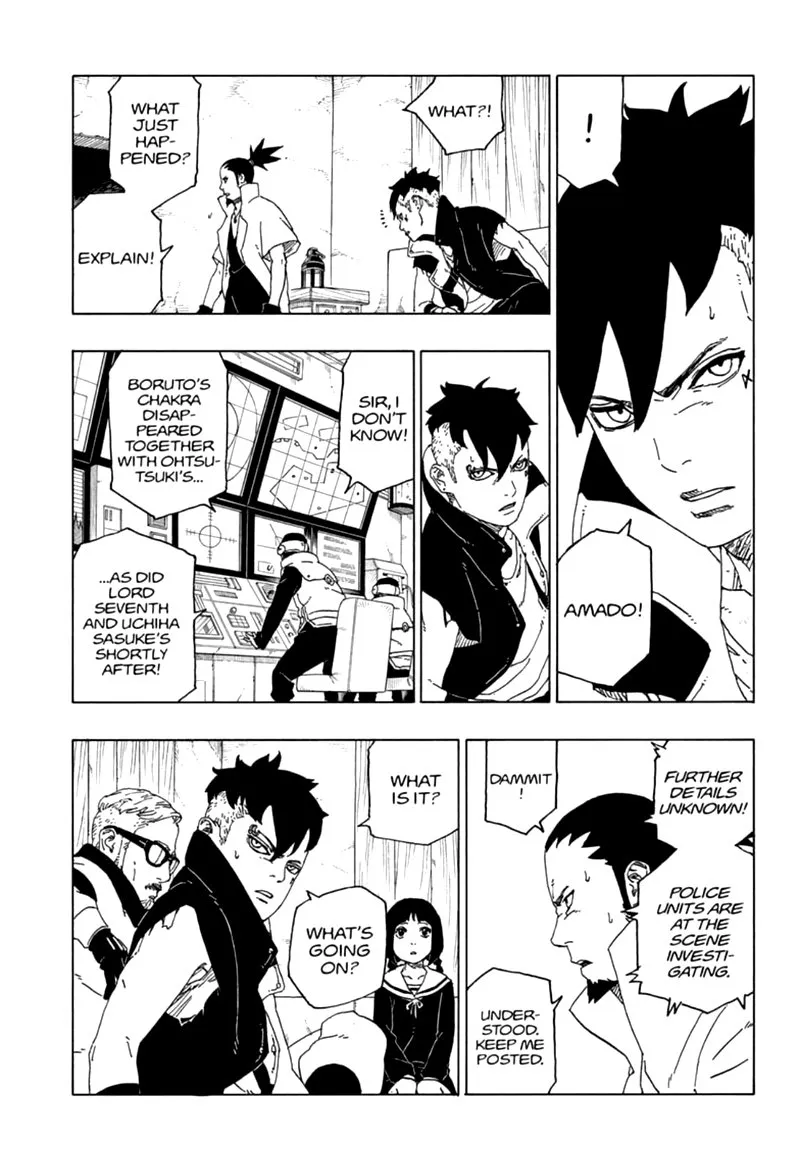 !
AMADO!
WHAT?!
WHAT
JUST
HAP-
PENED?
EXPLAIN!
SIR, I
DON'T
KNOW!
BORUTO'S
CHAKRA
DISAP-
PEARED
TOGETHER
WITH OHTSU-
TSUKI'S...
...AS DID
LORD
SEVENTH
AND UCHIHA
SASUKE'S
SHORTLY
AFTER!
FURTHER
DETAILS
UNKNOWN!
POLICE
UNITS ARE
AT THE
SCENE
INVESTI-
GATING.
DAMMIT
!
UNDER-
STOOD.
KEEP ME
POSTED.
WHAT
IS IT?
WHAT'S
GOING
ON?